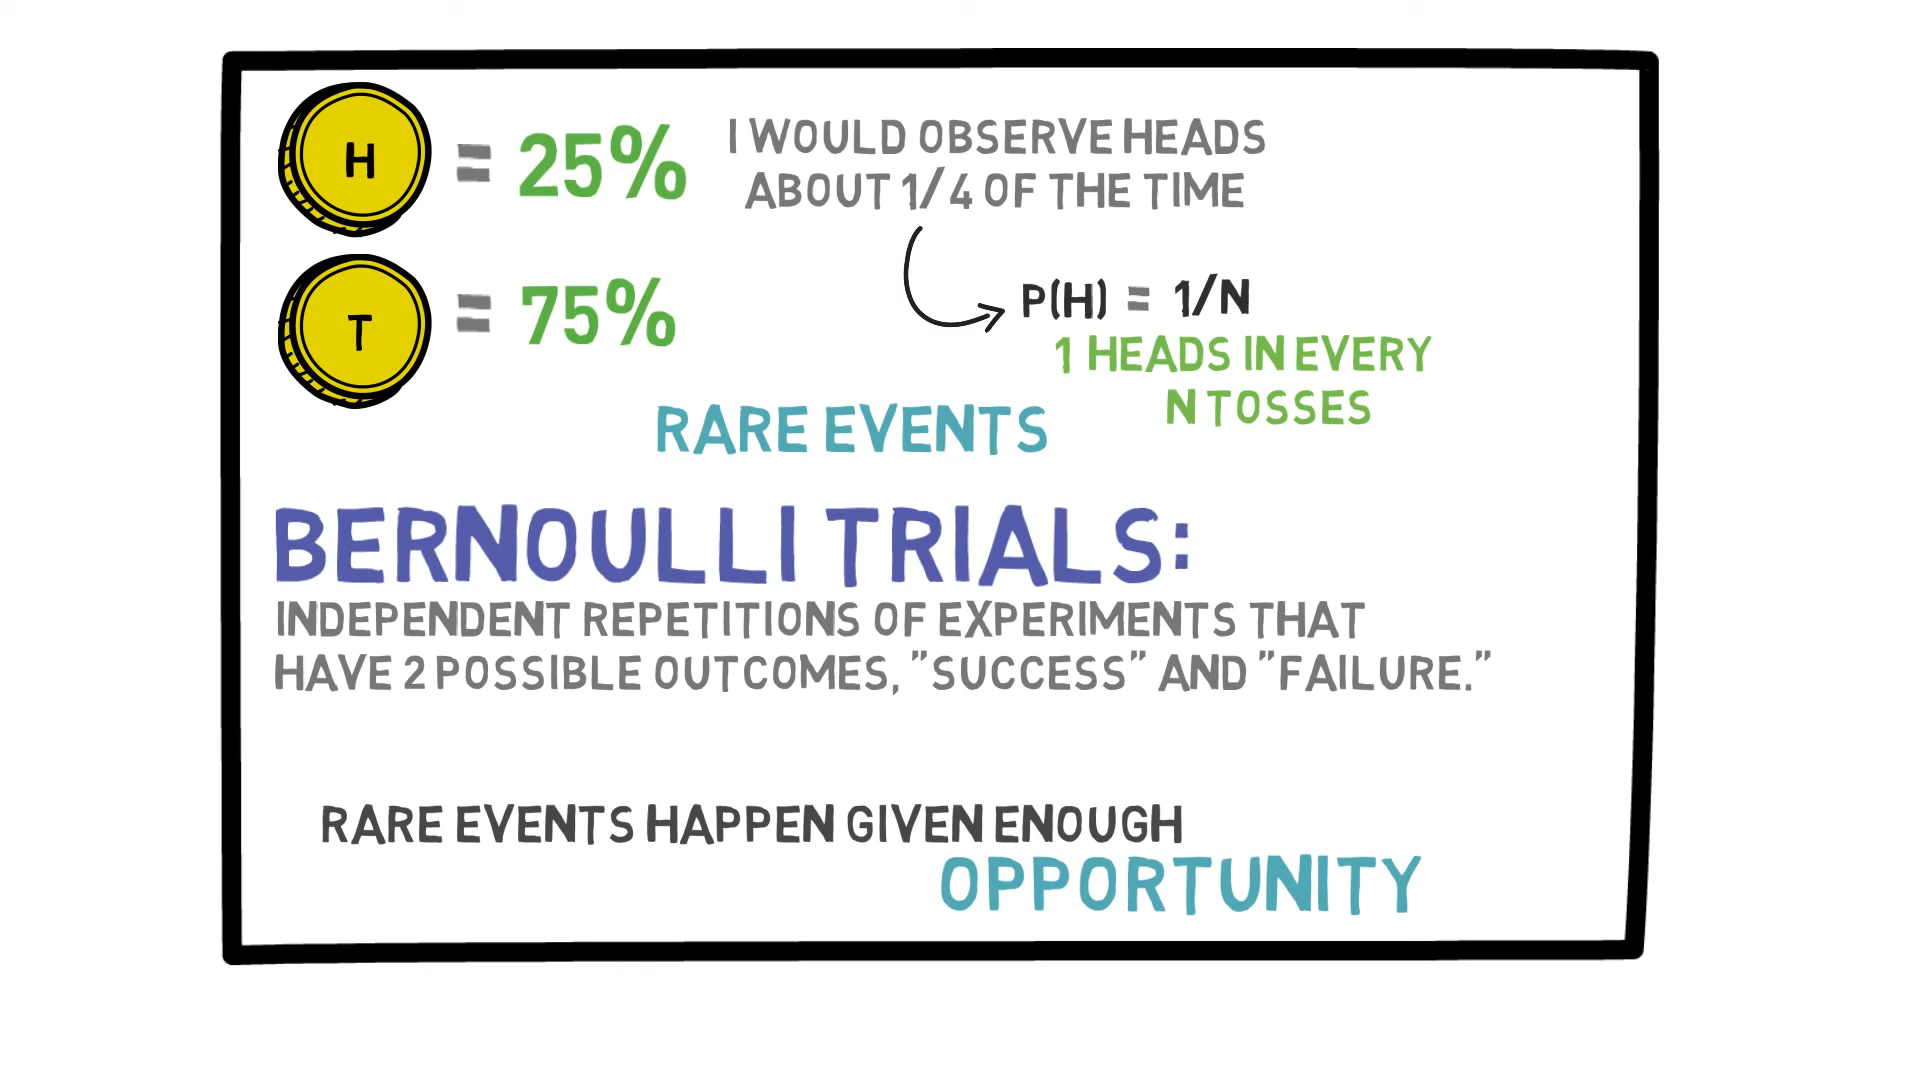 H = 25%
I WOULD OBSERVE HEADS
ABOUT 1/4 OF THE TIME
T = 75%
P(H) = 1/N
1 HEADS IN EVERY
N TOSSES
RARE EVENTS
BERNOULLI TRIALS:
INDEPENDENT REPETITIONS OF EXPERIMENTS THAT
HAVE 2 POSSIBLE OUTCOMES, "SUCCESS" AND "FAILURE."
RARE EVENTS HAPPEN GIVEN ENOUGH
OPPORTUNITY